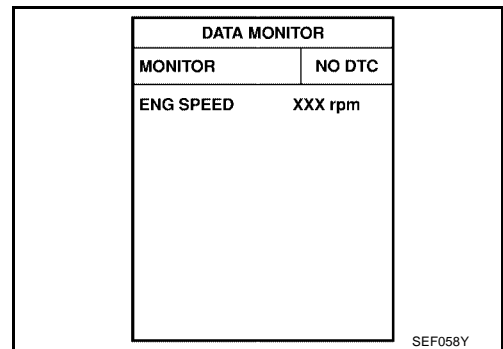 DATA MONITOR
MONITOR NO DTC
ENG SPEED XXX rpm
SEF058Y